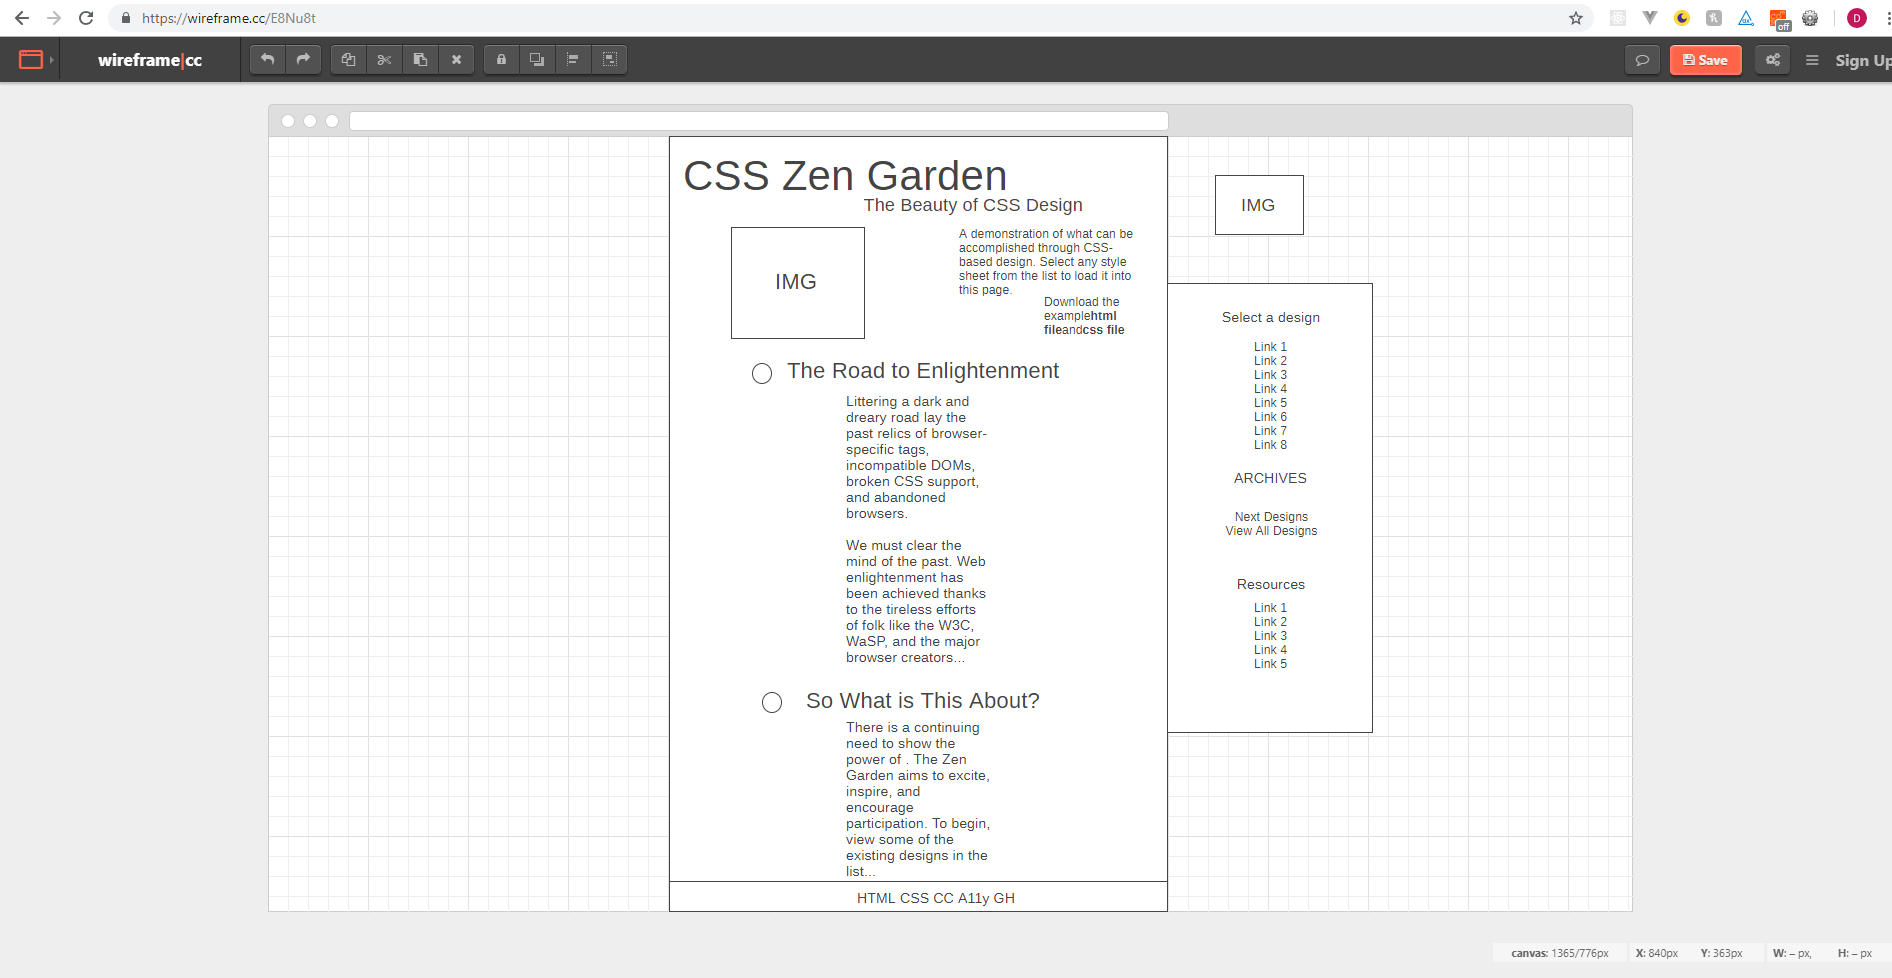 https://wireframe.cc/E8Nu8t
off
D
wireframe|cc
Save
Sign Up
CSS Zen Garden
The Beauty of CSS Design
IMG
A demonstration of what can be
accomplished through CSS-
based design. Select any style
sheet from the list to load it into
this page.
Download the
examplehtml
fileandcss file
The Road to Enlightenment
Littering a dark and
dreary road lay the
past relics of browser-
specific tags,
incompatible DOMs,
broken CSS support,
and abandoned
browsers.
We must clear the
mind of the past. Web
enlightenment has
been achieved thanks
to the tireless efforts
of folk like the W3C,
WaSP, and the major
browser creators...
So What is This About?
There is a continuing
need to show the
power of . The Zen
Garden aims to excite,
inspire, and
encourage
participation. To begin,
view some of the
existing designs in the
list...
HTML CSS CC A11y GH
IMG
Select a design
Link 1
Link 2
Link 3
Link 4
Link 5
Link 6
Link 7
Link 8
ARCHIVES
Next Designs
View All Designs
Resources
Link 1
Link 2
Link 3
Link 4
Link 5
canvas: 1365/776px X: 840px Y: 363px W: – px, H: – px